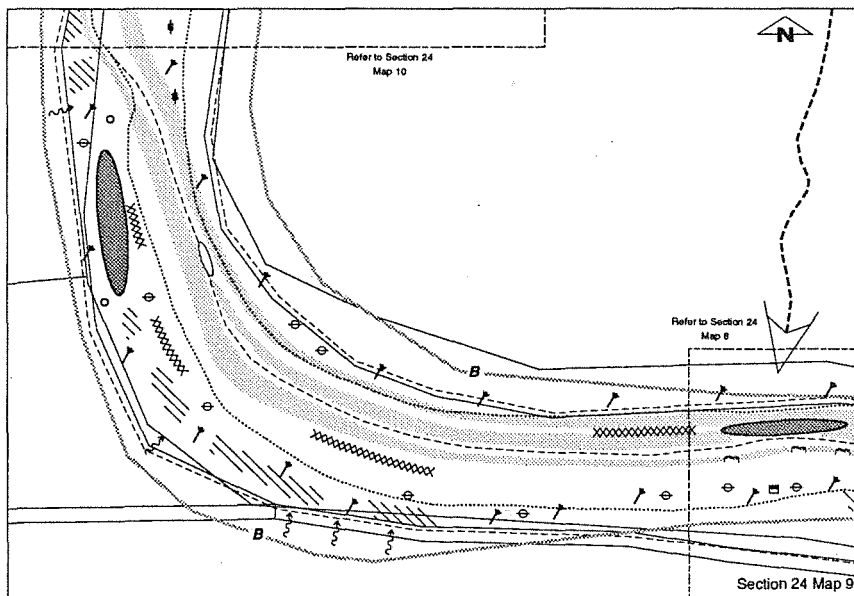 Refer to Section 24
Map 10
N
Refer to Section 24
Map 8
B
B
Section 24 Map 9